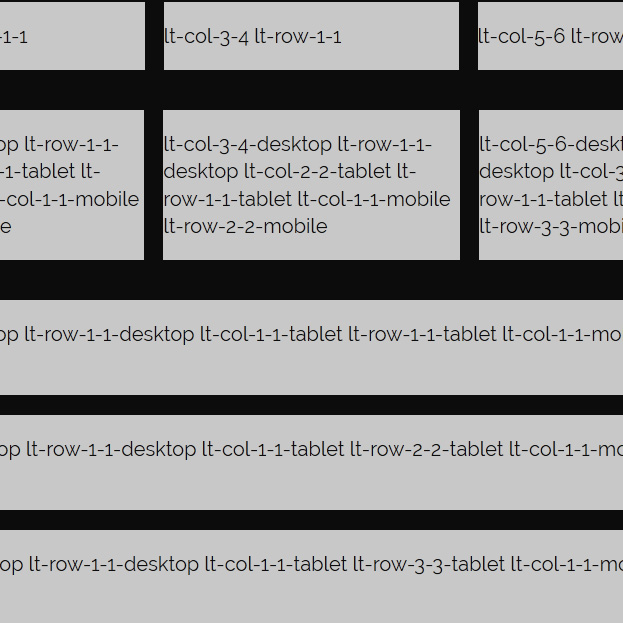 -1-1
lt-col-3-4 lt-row-1-1
lt-col-5-6 lt-row
op lt-row-1-1-
-1-tablet lt-
-col-1-1-mobile
e
lt-col-3-4-desktop lt-row-1-1-
desktop lt-col-2-2-tablet lt-
row-1-1-tablet lt-col-1-1-mobile
lt-row-2-2-mobile
lt-col-5-6-deskt
desktop lt-col-3
row-1-1-tablet lt
lt-row-3-3-mobi
op lt-row-1-1-desktop lt-col-1-1-tablet lt-row-1-1-tablet lt-col-1-1-mo
op lt-row-1-1-desktop lt-col-1-1-tablet lt-row-2-2-tablet lt-col-1-1-mo
op lt-row-1-1-desktop lt-col-1-1-tablet lt-row-3-3-tablet lt-col-1-1-mo